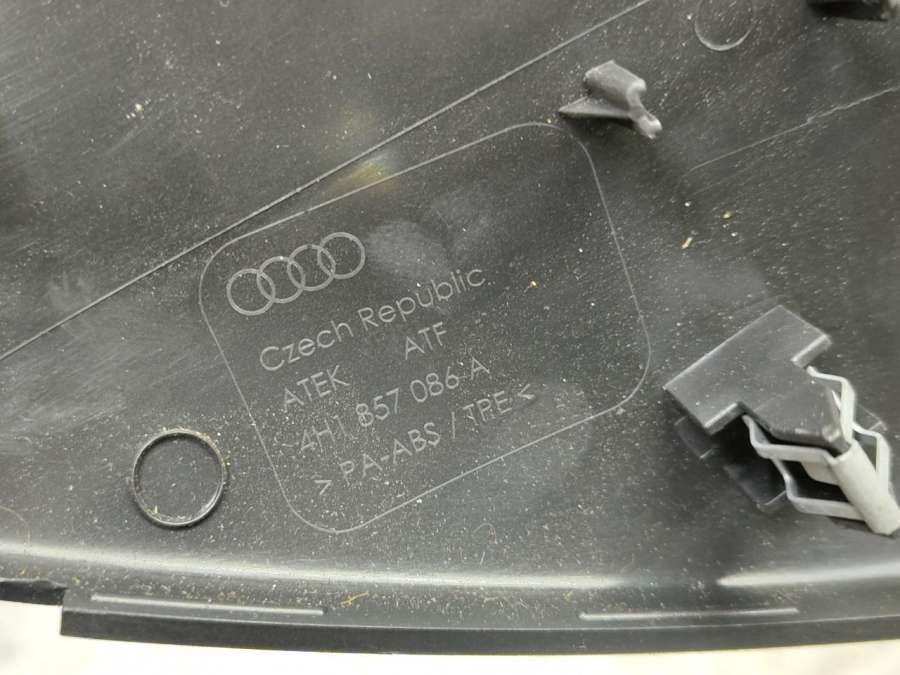 Czech Republic
ATEK ATF
4H1 857 086 A
> PA-ABS / TPE <